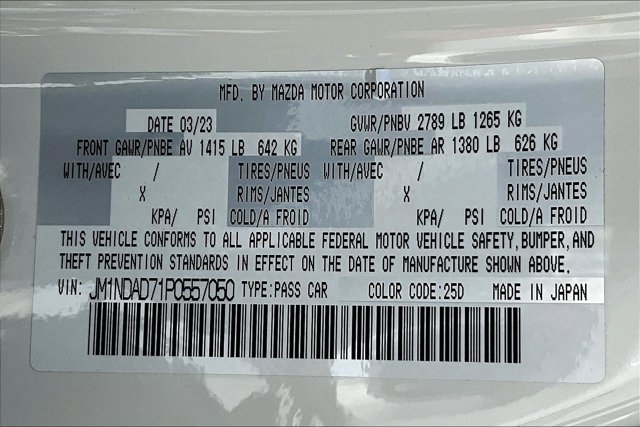 MFD. BY MAZDA MOTOR CORPORATION
DATE 03/23 GVWR/PNBV 2789 LB 1265 KG
FRONT GAWR/PNBE AV 1415 LB 642 KG REAR GAWR/PNBE AR 1380 LB 626 KG
WITH/AVEC / TIRES/PNEUS WITH/AVEC / TIRES/PNEUS
X RIMS/JANTES X RIMS/JANTES
KPA/ PSI COLD/A FROID KPA/ PSI COLD/A FROID
THIS VEHICLE CONFORMS TO ALL APPLICABLE FEDERAL MOTOR VEHICLE SAFETY, BUMPER, AND
THEFT PREVENTION STANDARDS IN EFFECT ON THE DATE OF MANUFACTURE SHOWN ABOVE.
VIN: JM1NDAD71P0557050 TYPE:PASS CAR COLOR CODE:25D MADE IN JAPAN